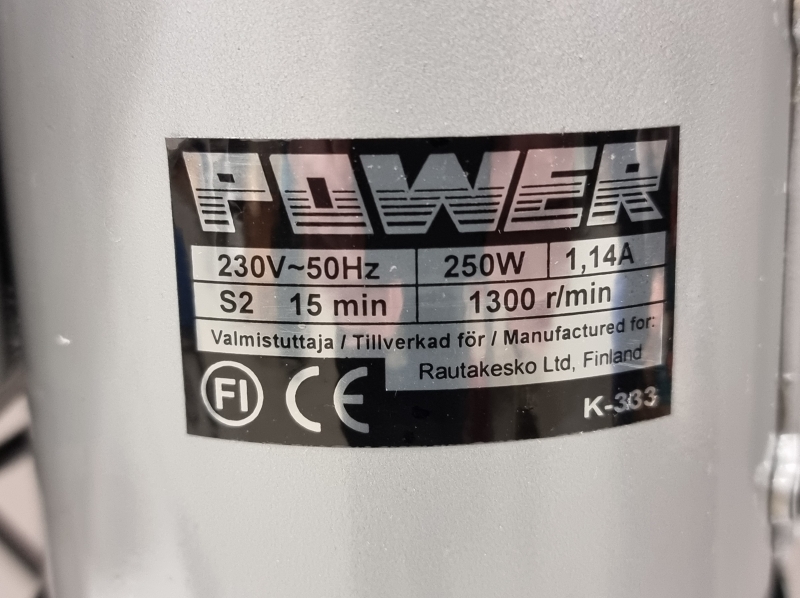 POWER
230V~50Hz 250W 1,14A
S2 15 min 1300 r/min
Valmistuttaja / Tillverkad för / Manufactured for:
Rautakesko Ltd, Finland
FI CE
K-333